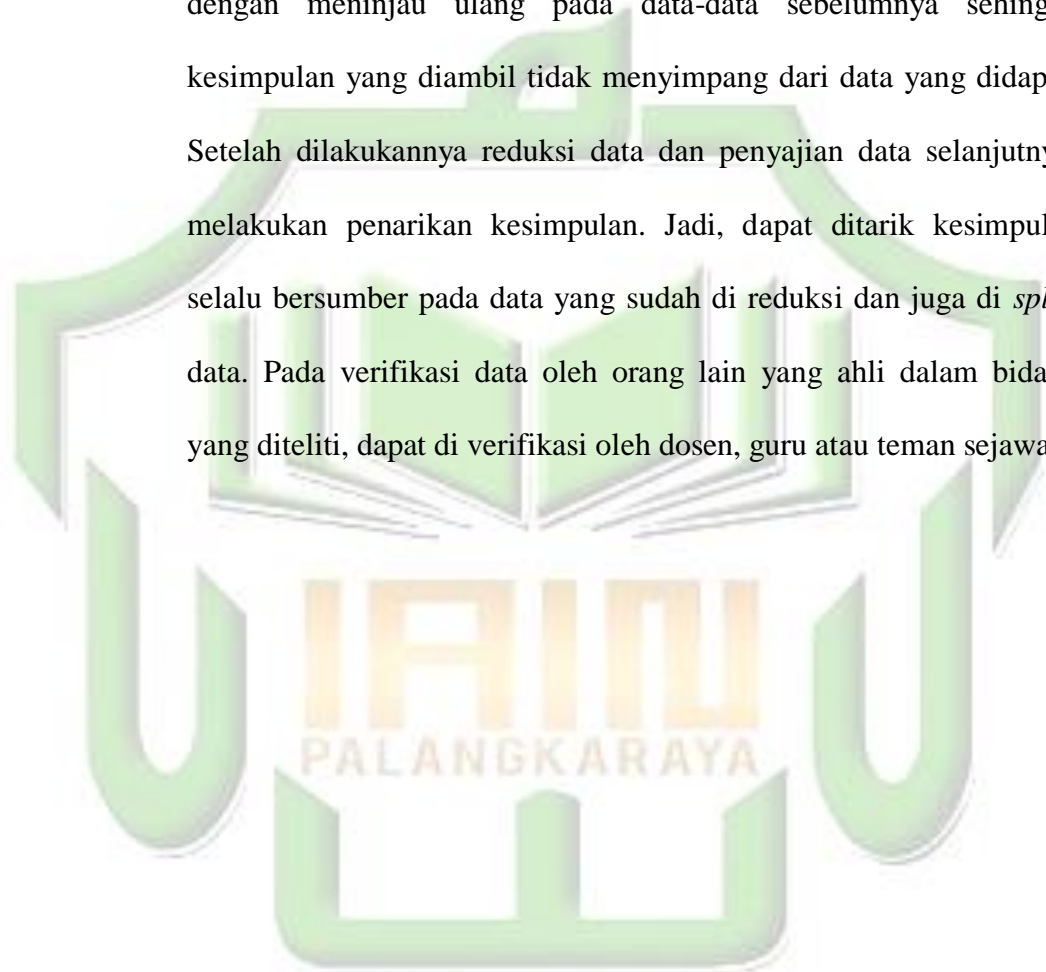 dengan meninjau ulang pada data-data sebelumnya sehing
kesimpulan yang diambil tidak menyimpang dari data yang didap
Setelah dilakukannya reduksi data dan penyajian data selanjutny
melakukan penarikan kesimpulan. Jadi, dapat ditarik kesimpul
selalu bersumber pada data yang sudah di reduksi dan juga di spl
data. Pada verifikasi data oleh orang lain yang ahli dalam bida
yang diteliti, dapat di verifikasi oleh dosen, guru atau teman sejawa
IAIN
PALANGKARAYA